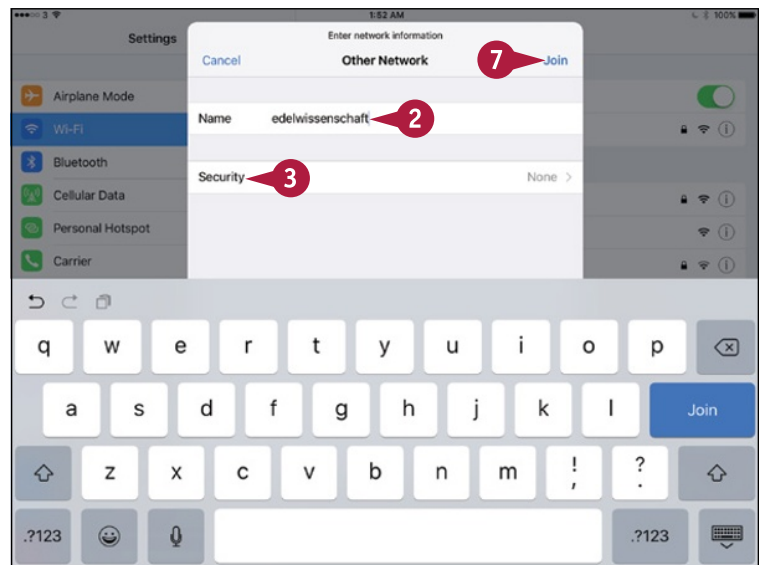 3 1:52 AM 100%
Settings
Enter network information
Cancel Other Network 7 Join
Airplane Mode
Wi-Fi
Name edelwissenschaft 2
Bluetooth
Security 3 None >
Cellular Data
Personal Hotspot
Carrier
q w e r t y u i o p
a s d f g h j k l Join
z x c v b n m ! , ? .
.?123 .?123